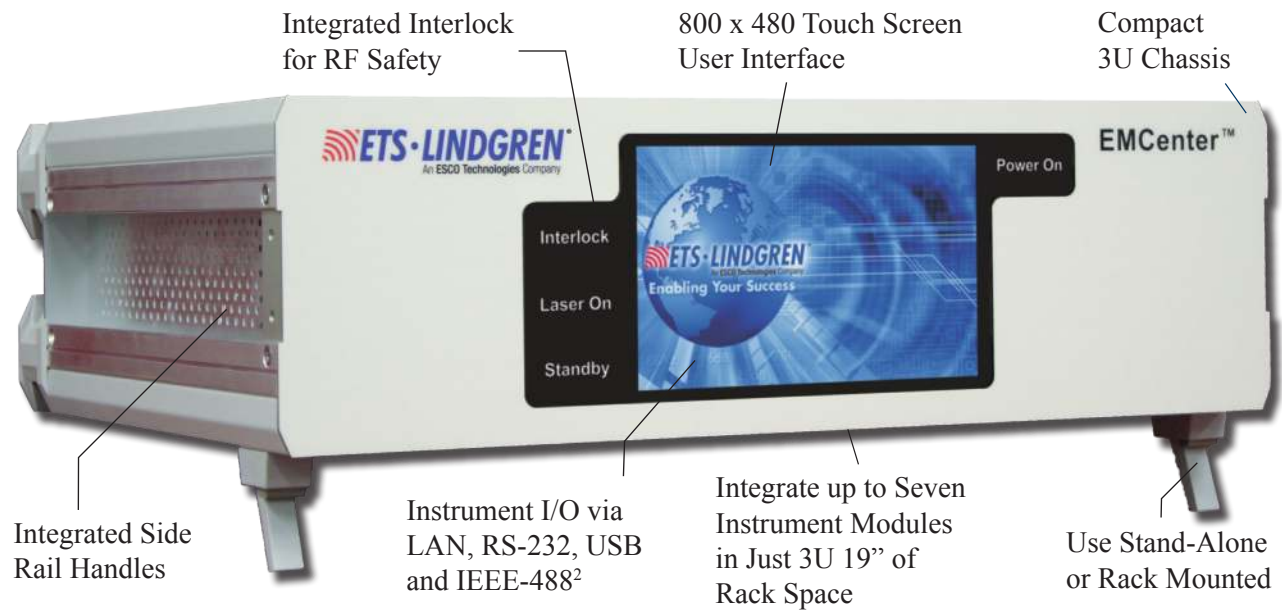 Integrated Interlock
for RF Safety
800 x 480 Touch Screen
User Interface
Compact
3U Chassis
ETS·LINDGREN®
An ESCO Technologies Company
EMCenter™
Power On
Interlock
Laser On
Standby
ETS·LINDGREN
An ESCO Technologies Company
Enabling Your Success
Integrated Side
Rail Handles
Instrument I/O via
LAN, RS-232, USB
and IEEE-488²
Integrate up to Seven
Instrument Modules
in Just 3U 19” of
Rack Space
Use Stand-Alone
or Rack Mounted